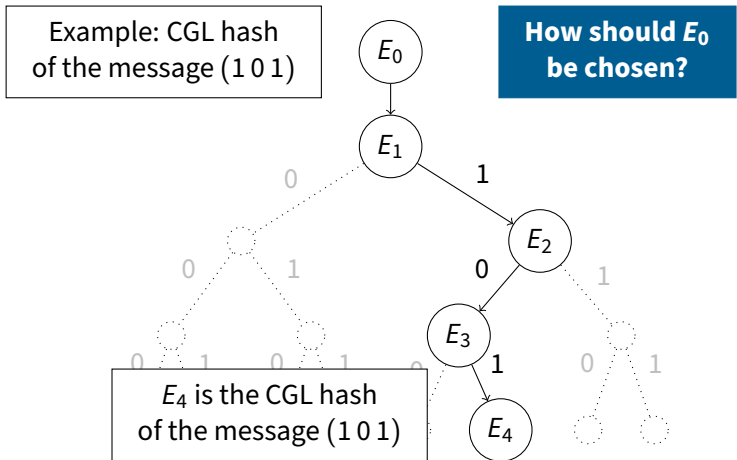 Example: CGL hash
of the message (1 0 1)
How should E₀
be chosen?
E₀
E₁
0
1
E₂
0
1
0
1
E₃
0
1
0
1
0
1
0
1
E₄ is the CGL hash
of the message (1 0 1)
E₄